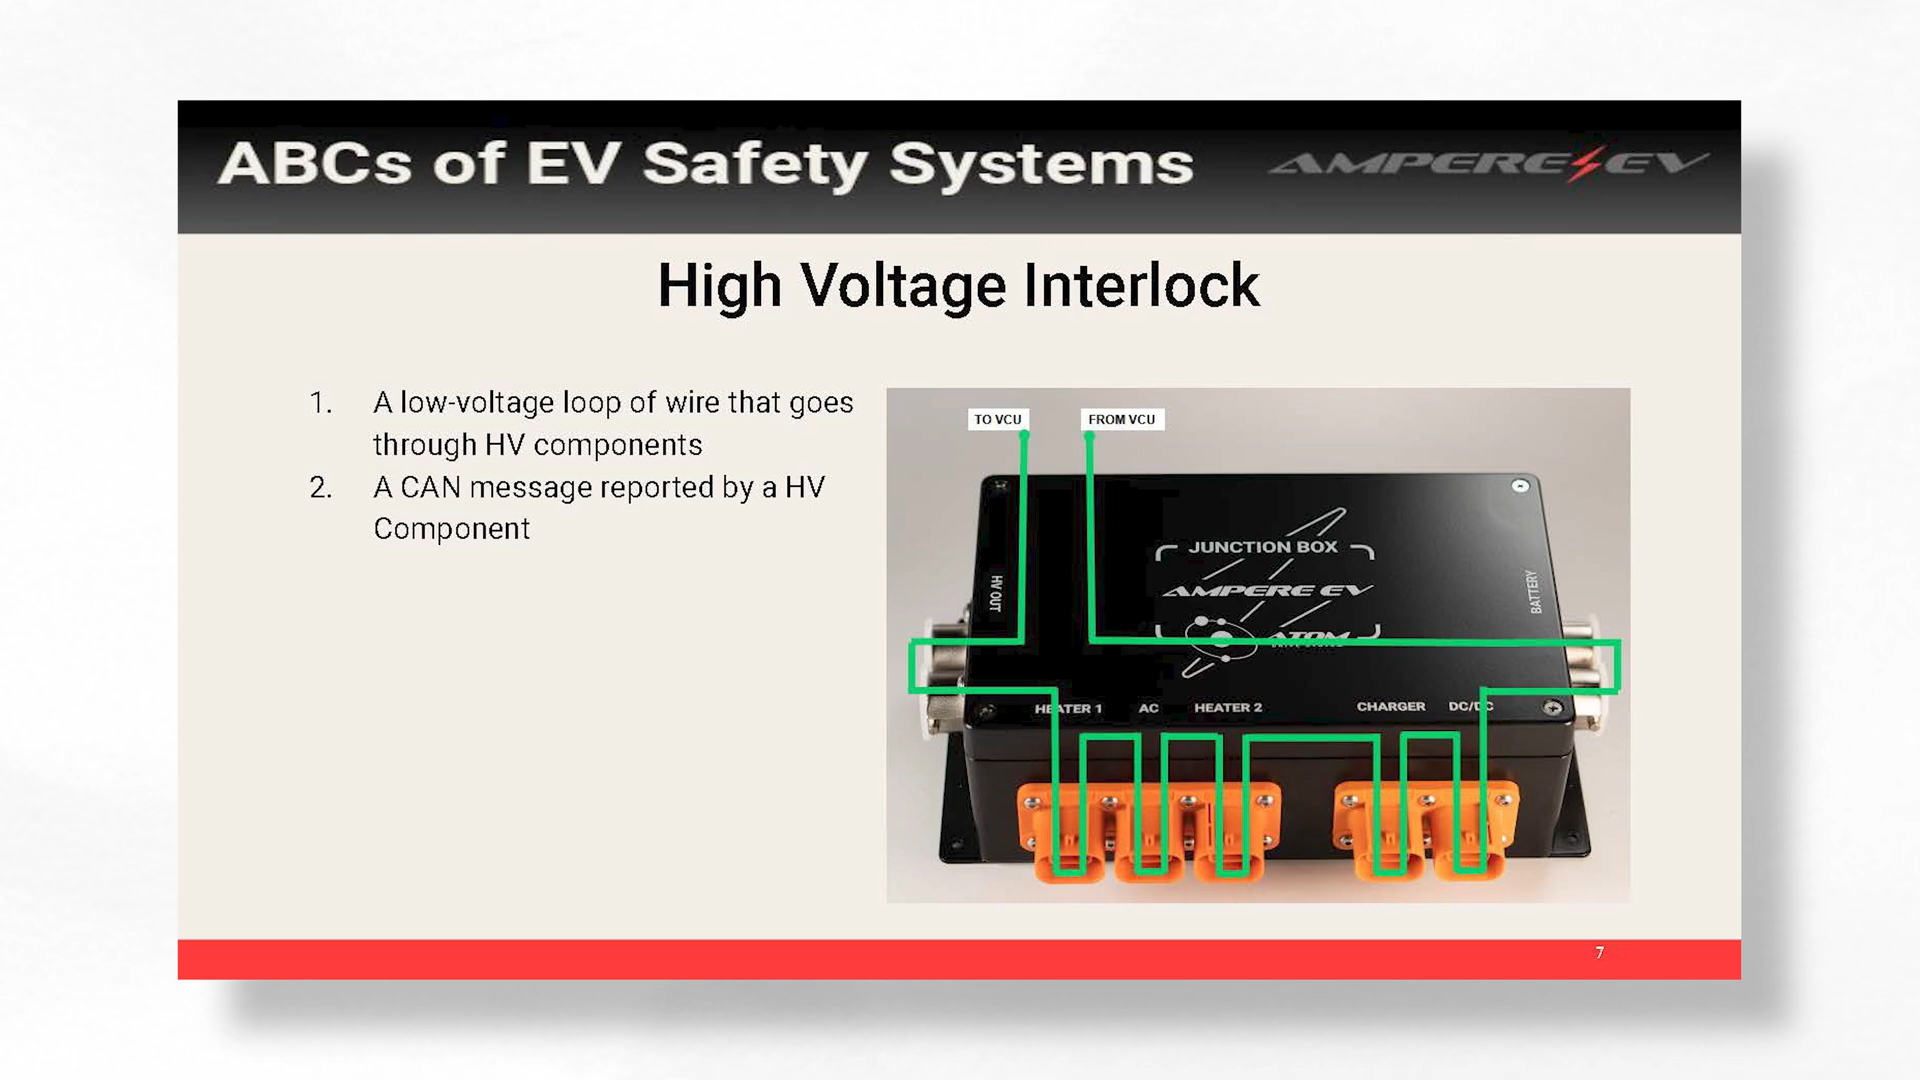 ABCs of EV Safety Systems
AMPERE EV
High Voltage Interlock
1. A low-voltage loop of wire that goes
through HV components
2. A CAN message reported by a HV
Component
TO VCU
FROM VCU
JUNCTION BOX
AMPERE EV
ATOM
HV OUT
BATTERY
HEATER 1
AC
HEATER 2
CHARGER
DC/DC
7